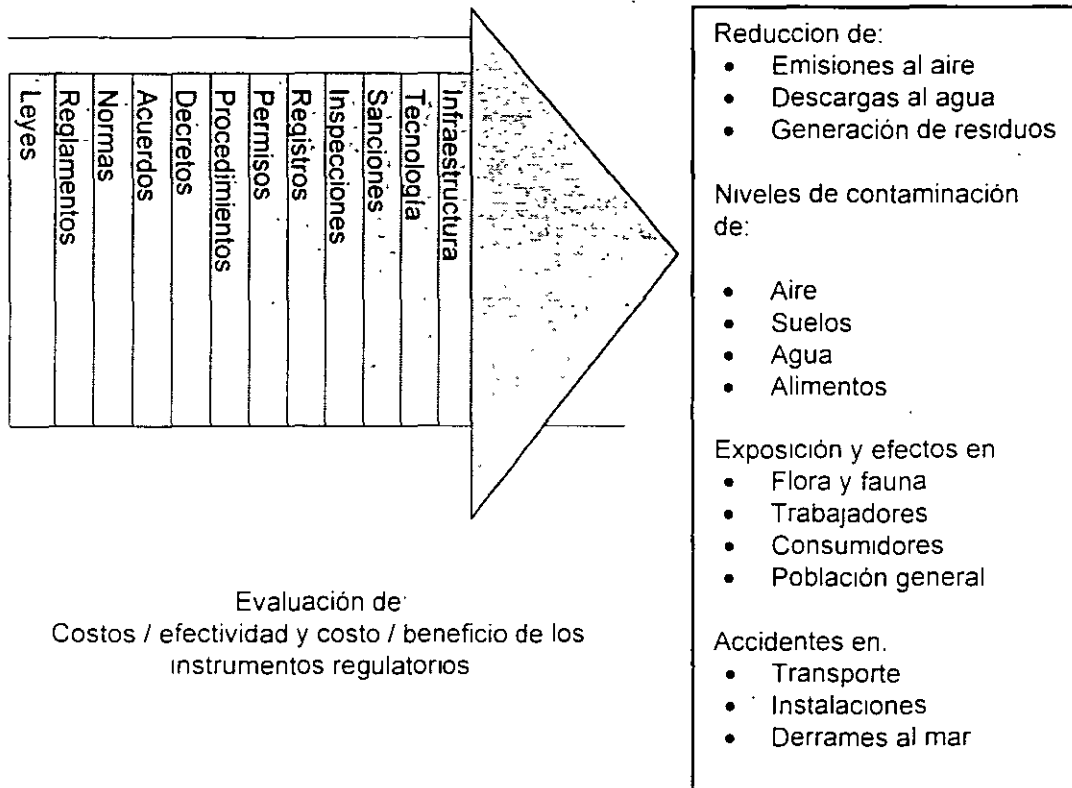 Leyes
Reglamentos
Normas
Acuerdos
Decretos
Procedimientos
Permisos
Registros
Inspecciones
Sanciones
Tecnología
Infraestructura
Evaluación de:
Costos / efectividad y costo / beneficio de los
instrumentos regulatorios
Reduccion de:
• Emisiones al aire
• Descargas al agua
• Generación de residuos
Niveles de contaminación
de:
• Aire
• Suelos
• Agua
• Alimentos
Exposición y efectos en
• Flora y fauna
• Trabajadores
• Consumidores
• Población general
Accidentes en.
• Transporte
• Instalaciones
• Derrames al mar